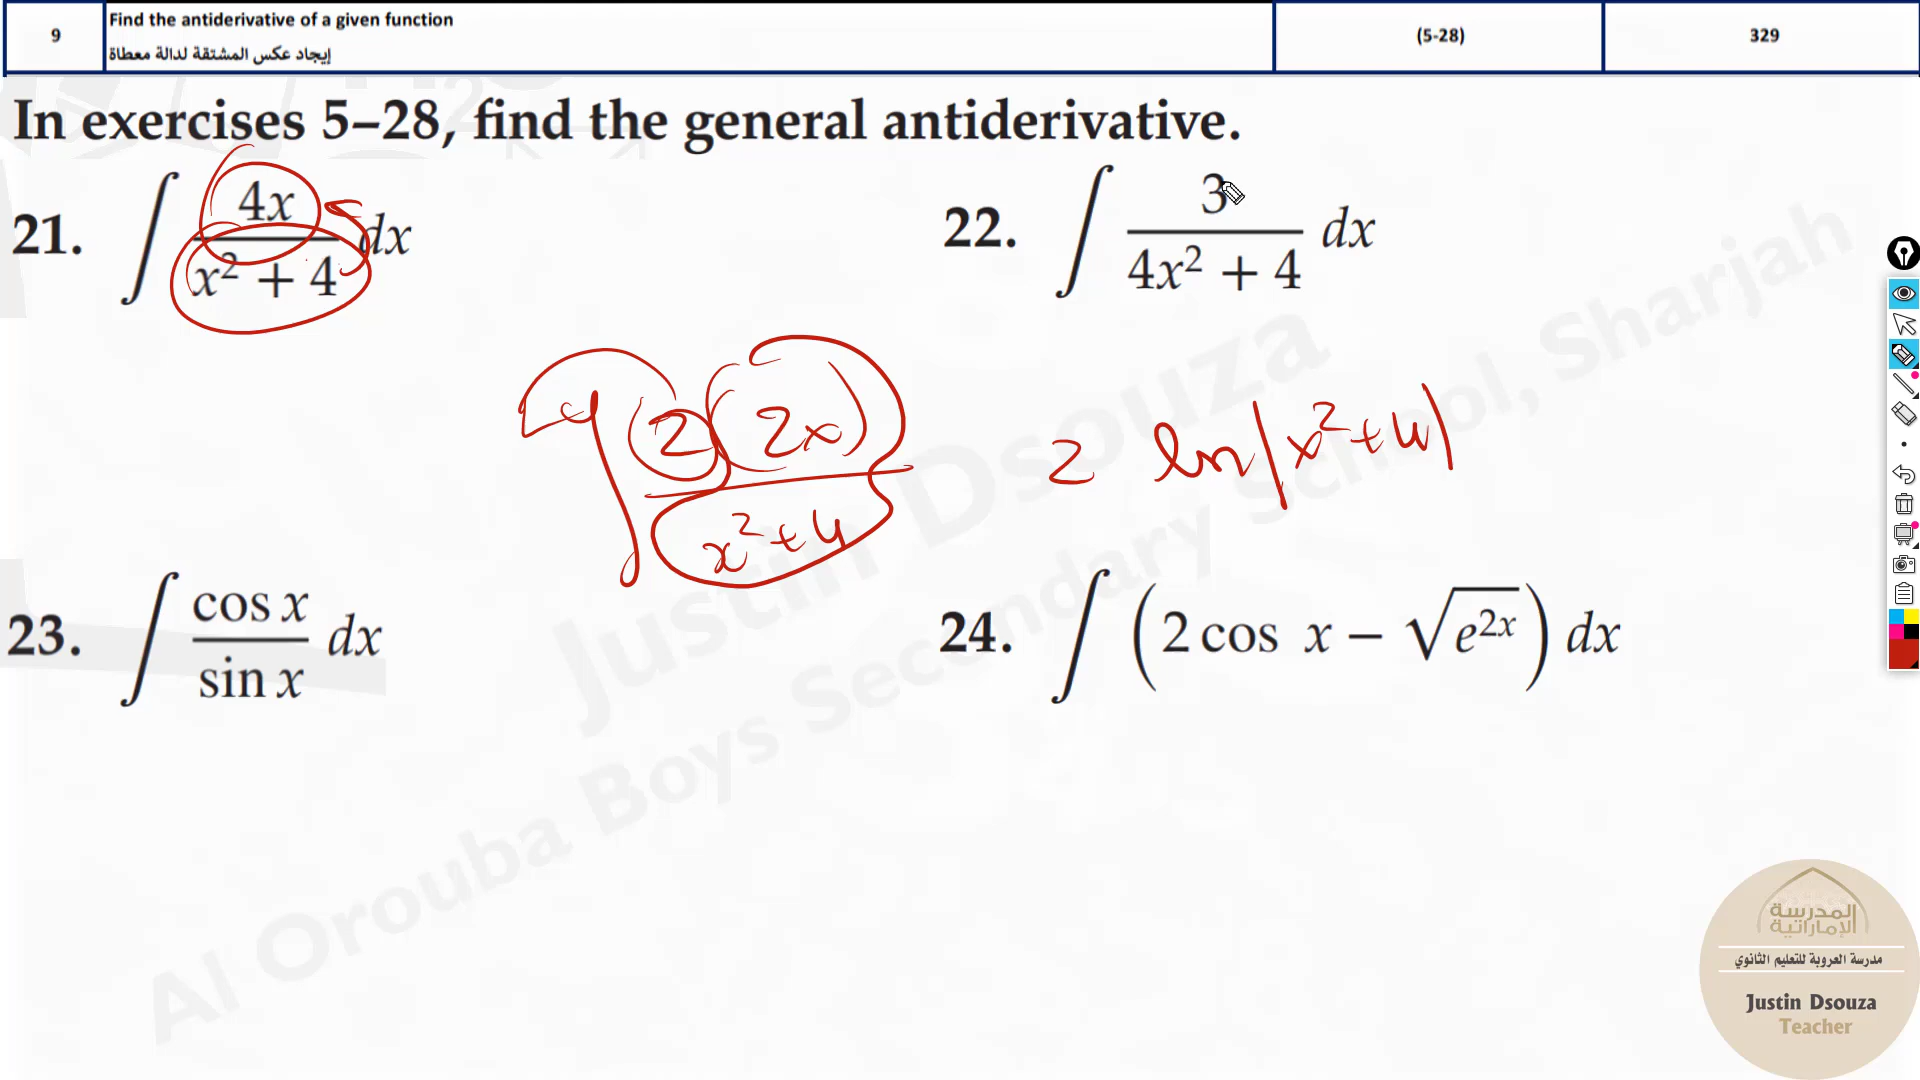 9
Find the antiderivative of a given function
إيجاد عكس المشتقة لدالة معطاة
(5-28)
329
In exercises 5–28, find the general antiderivative.
21. ∫ 4x / (x² + 4) dx
22. ∫ 3 / (4x² + 4) dx
(2)(2x)
x² + 4
2 ln|x² + 4|
23. ∫ cos x / sin x dx
24. ∫ (2 cos x − √e²ˣ) dx
Justin Dsouza
Al Orouba Boys Secondary School, Sharjah
المدرسة
الإماراتية
مدرسة العروبة للتعليم الثانوي
Justin Dsouza
Teacher